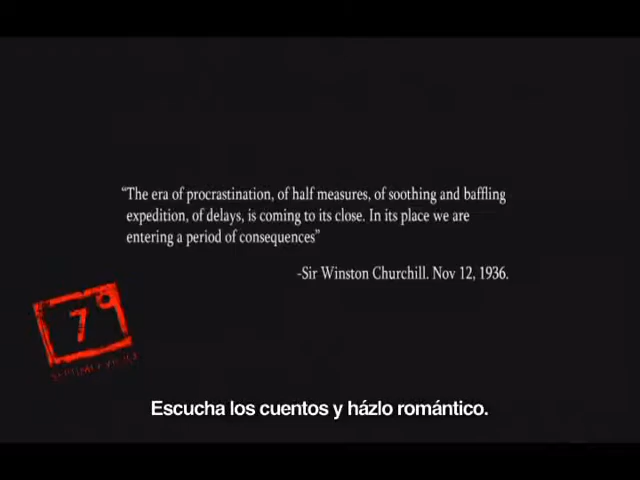 “The era of procrastination, of half measures, of soothing and baffling
expedition, of delays, is coming to its close. In its place we are
entering a period of consequences”
-Sir Winston Churchill. Nov 12, 1936.
7°
Escucha los cuentos y házlo romántico.